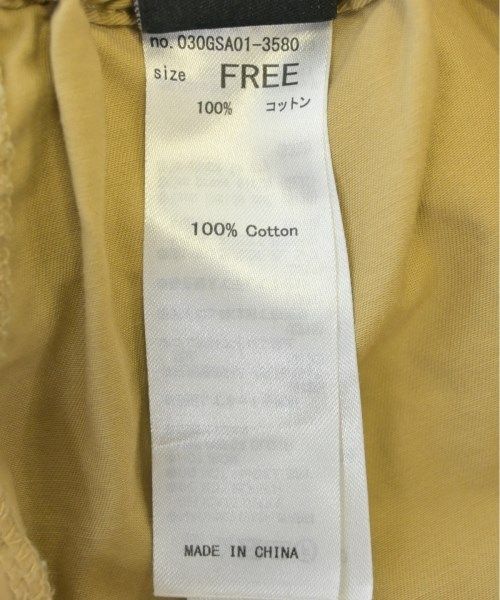 no. 030GSA01-3580
size FREE
100% コットン
100% Cotton
MADE IN CHINA